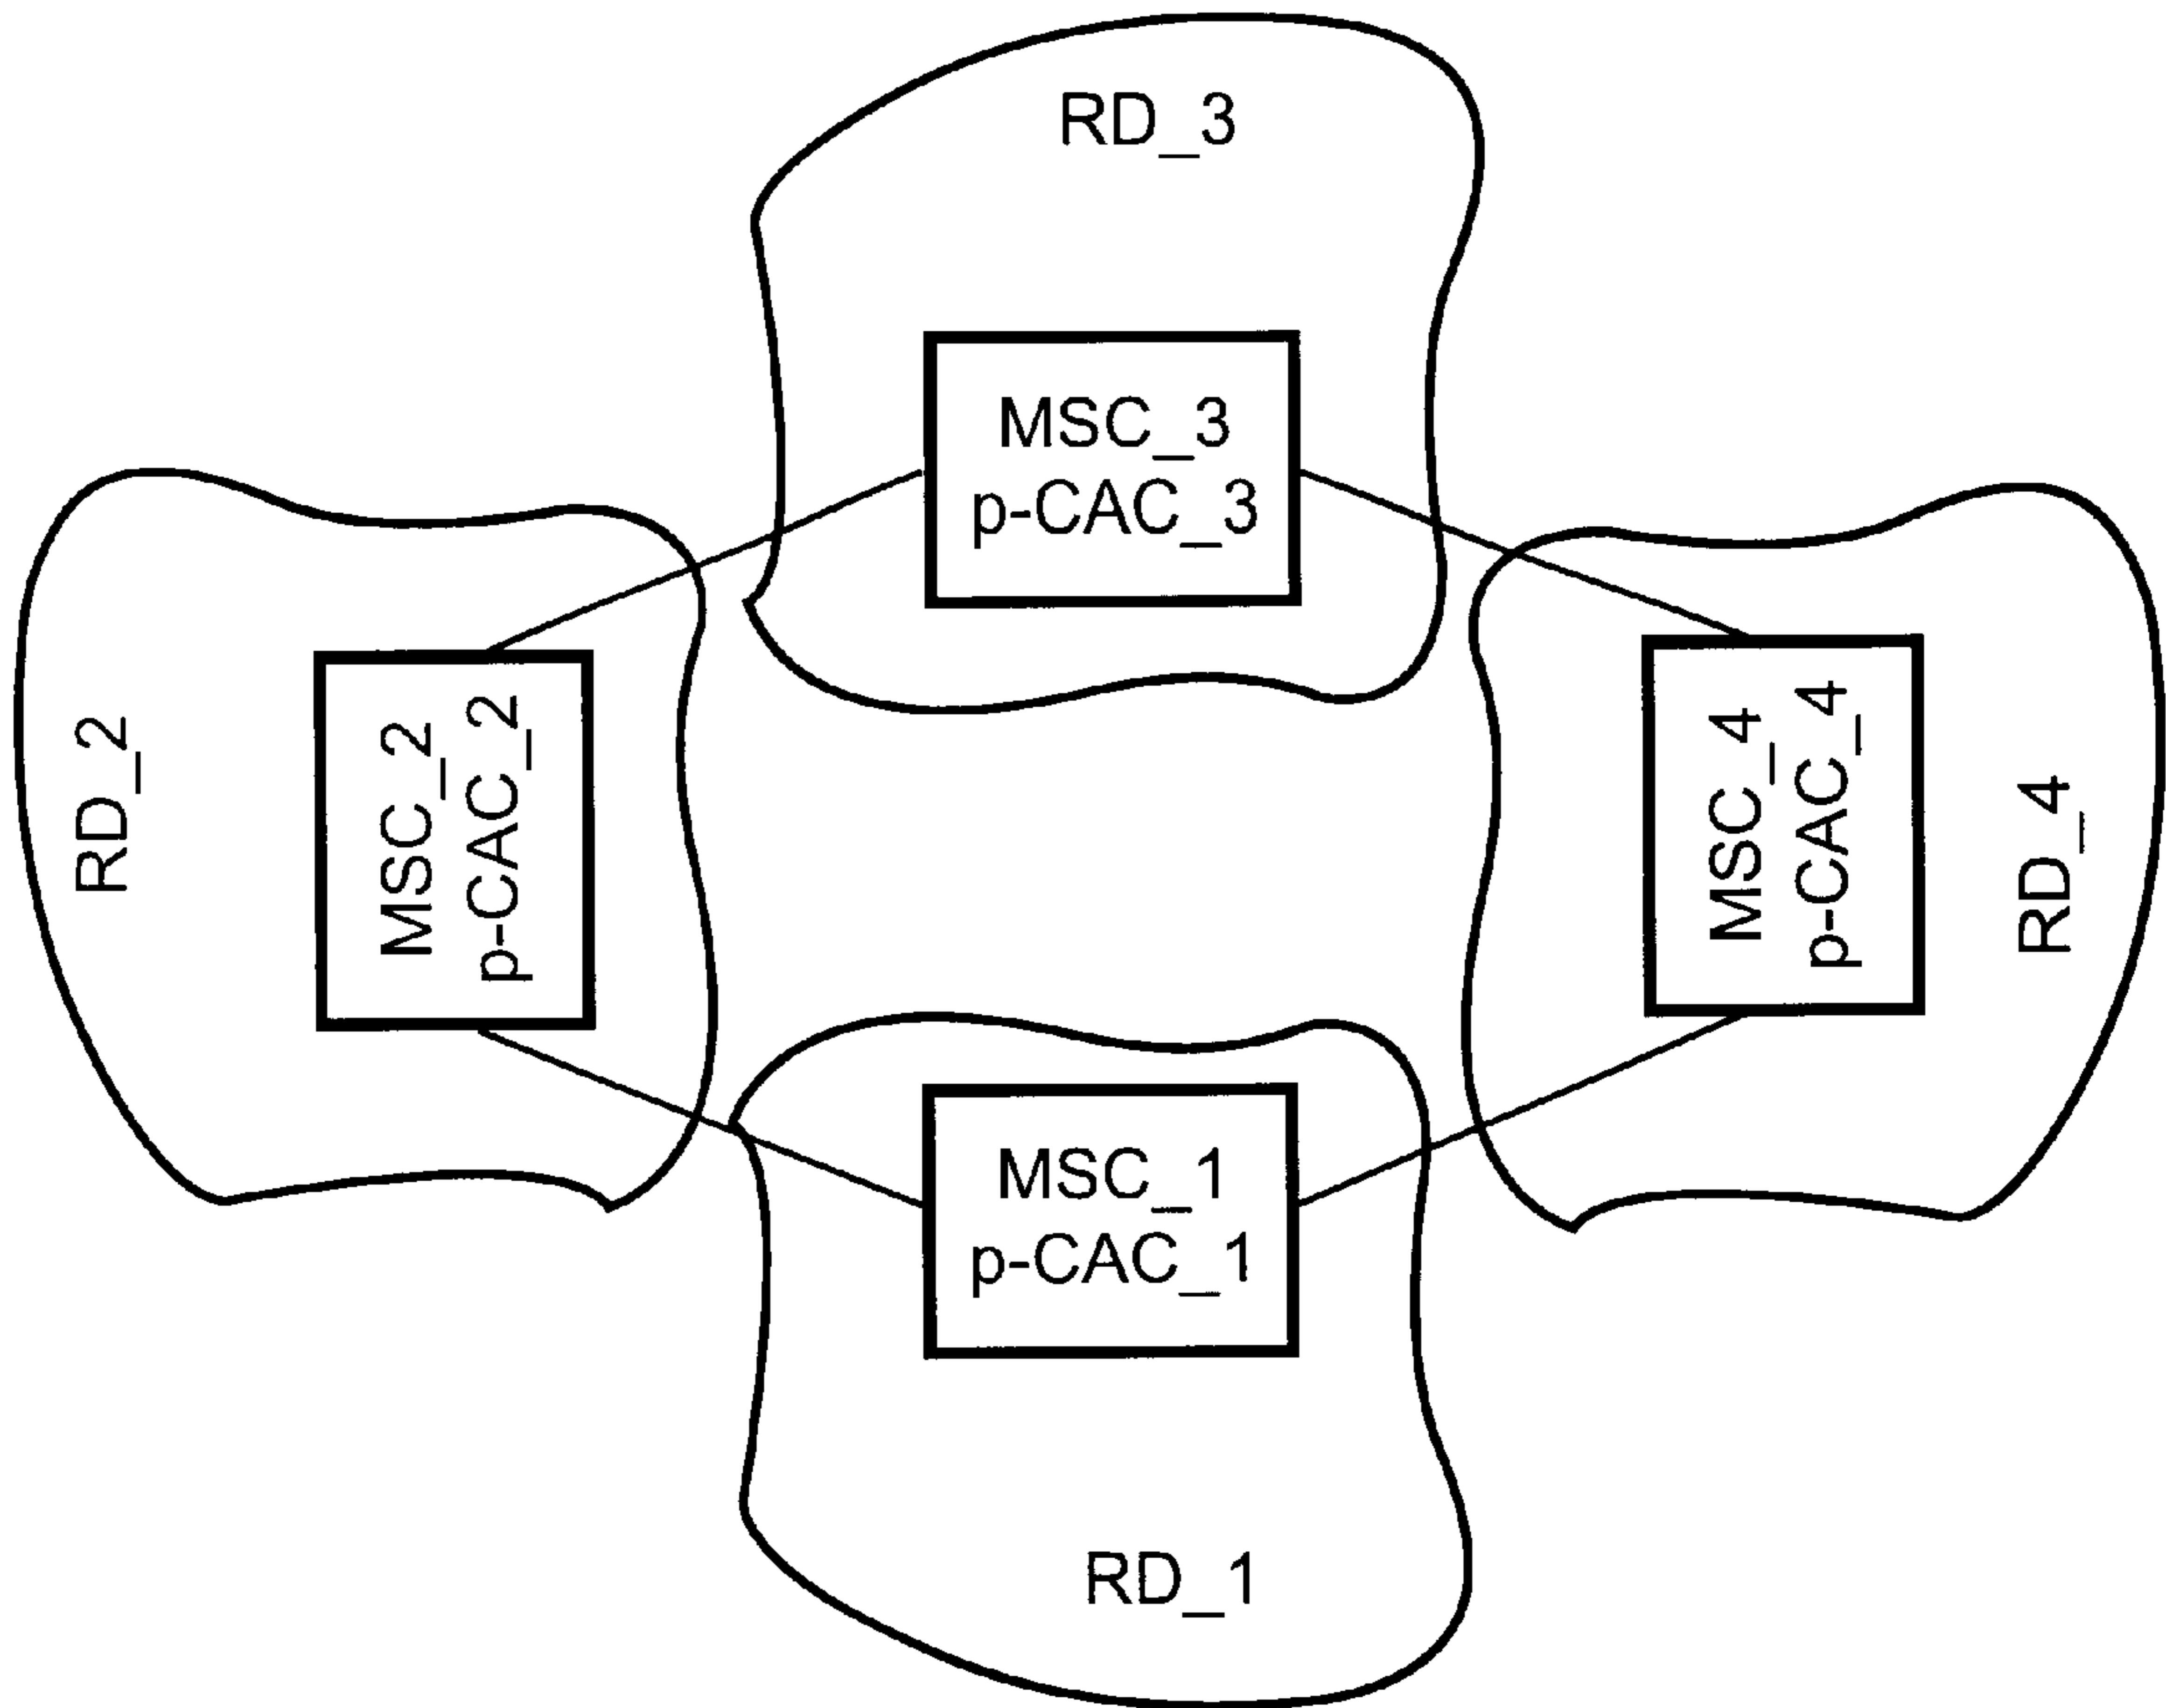 RD_3
MSC_3
p-CAC_3
RD_2
MSC_2
p-CAC_2
MSC_4
p-CAC_4
RD_4
MSC_1
p-CAC_1
RD_1